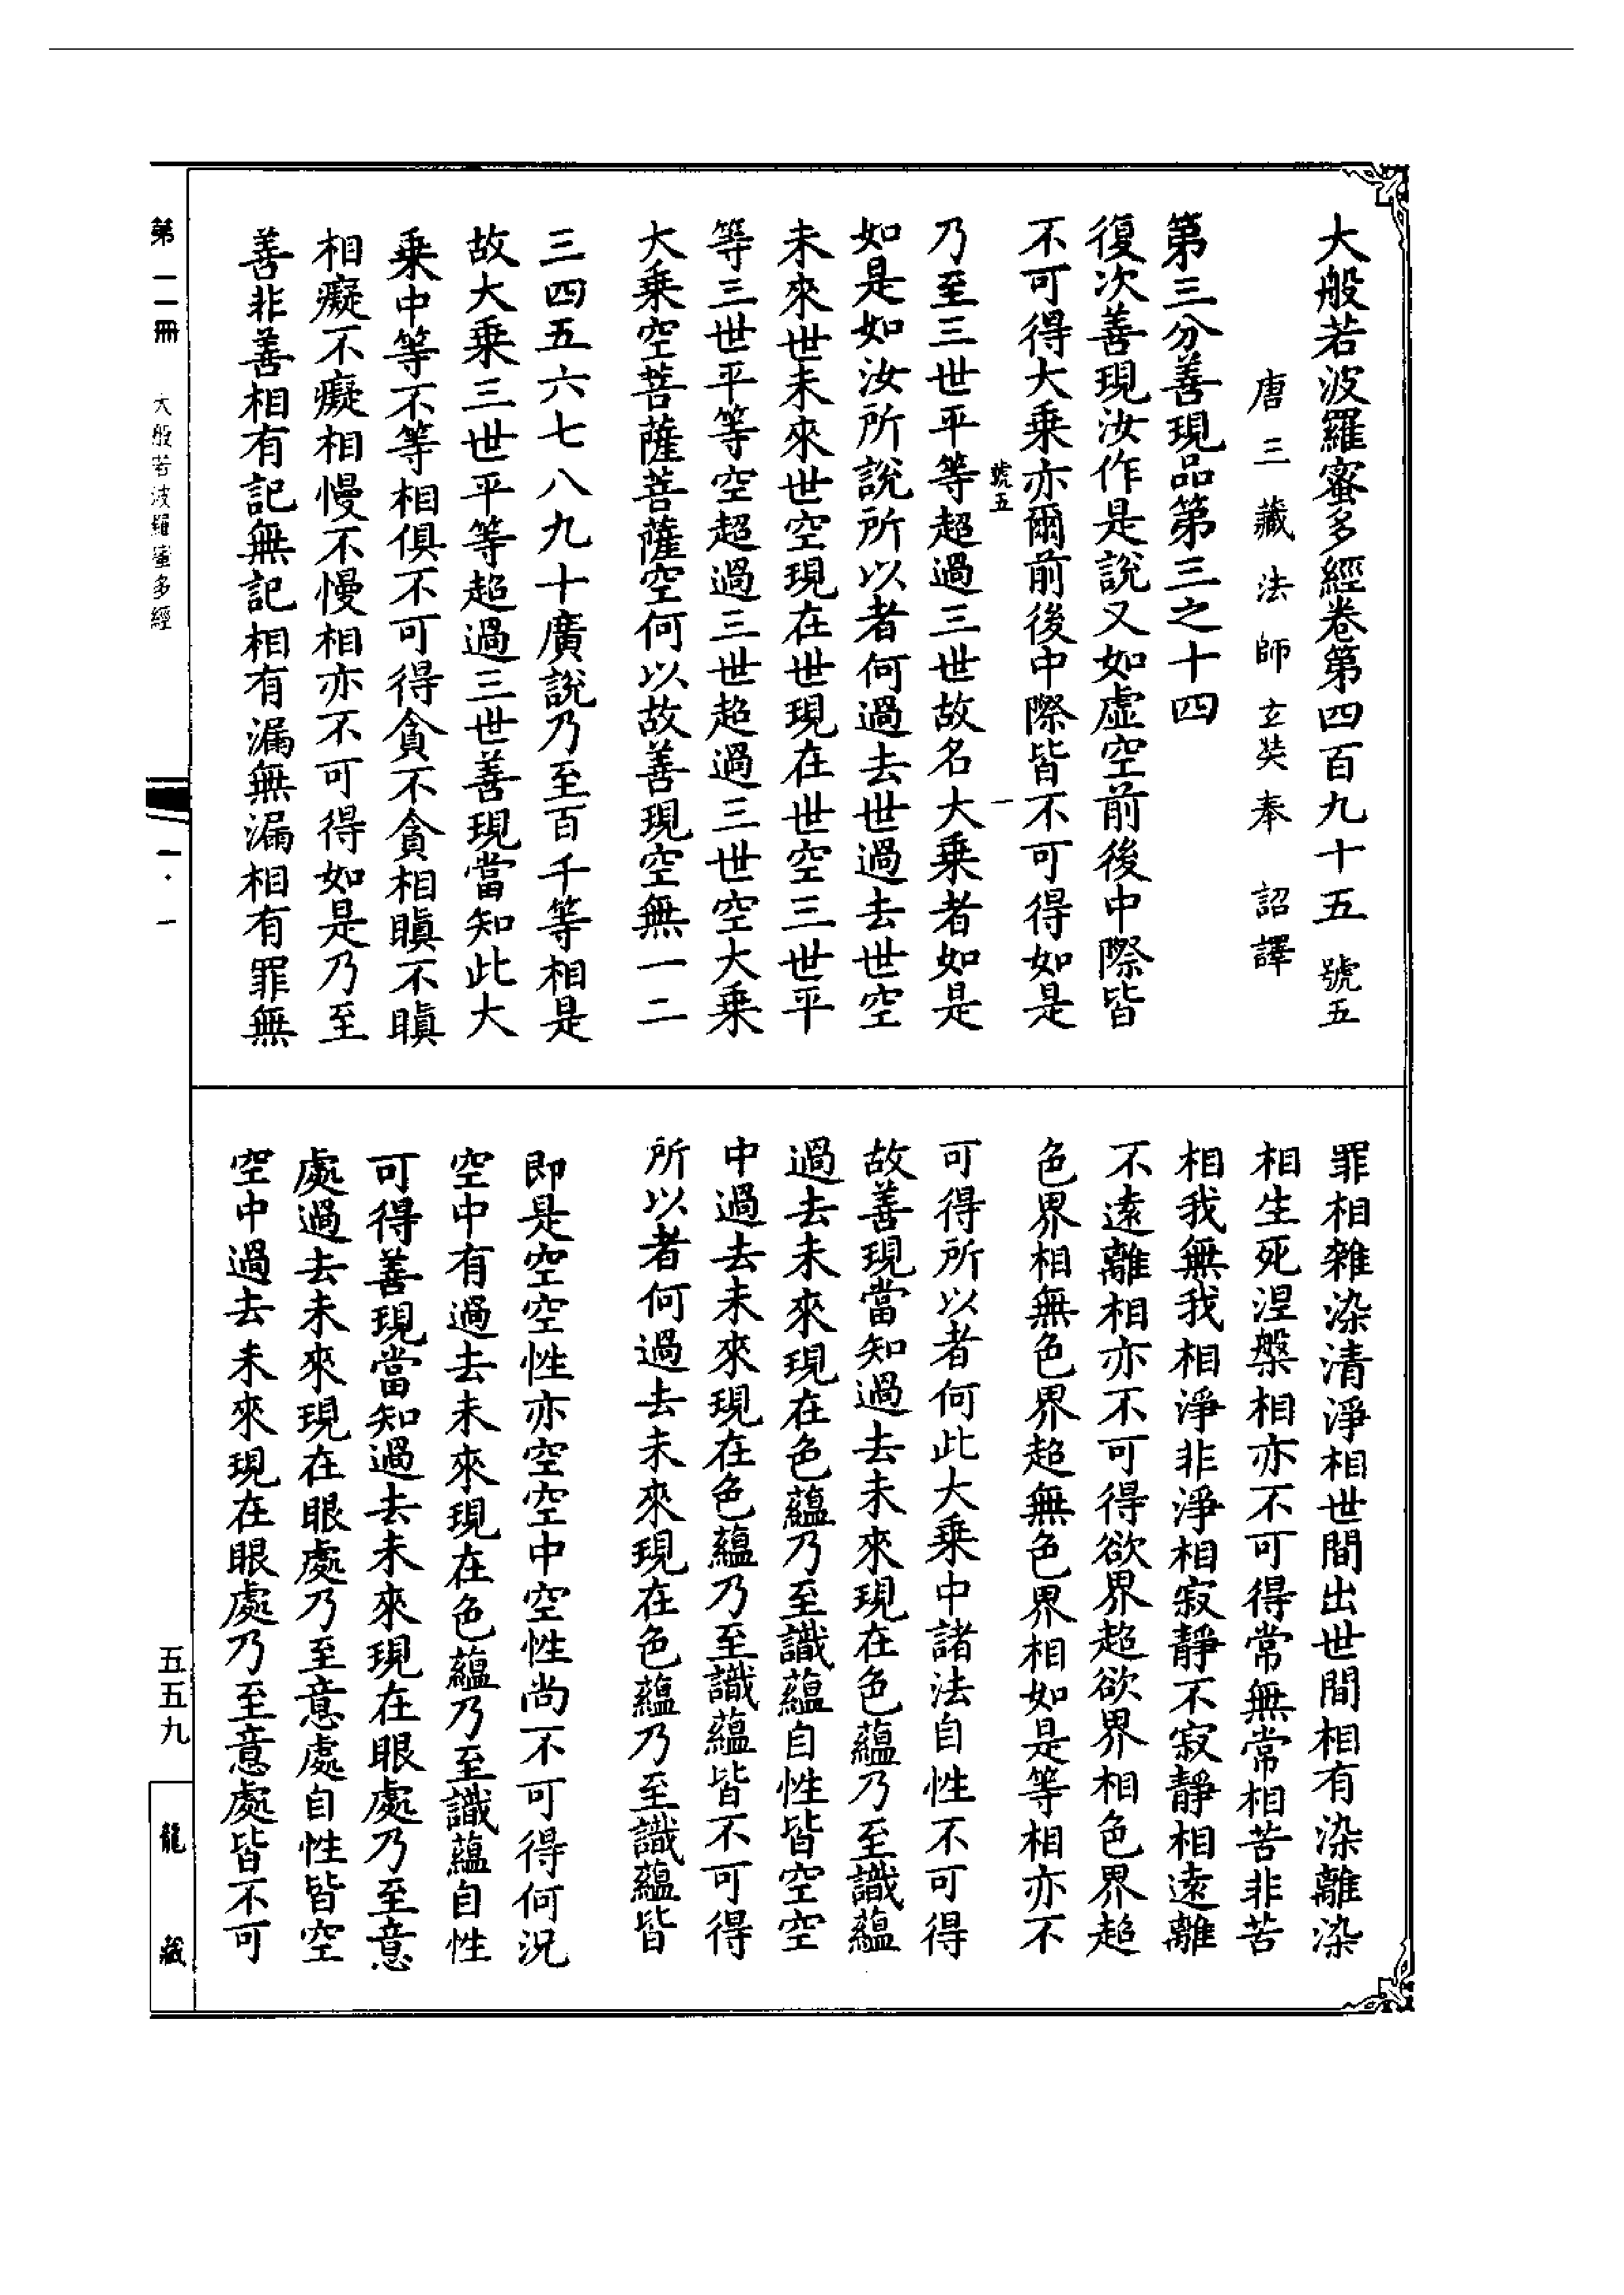 大般若波羅蜜多經卷第四百九十五 號五
唐三藏法師玄奘奉 詔譯
第三分善現品第三之十四
復次善現汝作是說又如虛空前後中際皆
不可得大乘亦爾前後中際皆不可得如是
號五 一
乃至三世平等超過三世故名大乘者如是
如是如汝所說所以者何過去世過去世空
未來世未來世空現在世現在世空三世平
等三世平等空超過三世超過三世空大乘
大乘空菩薩菩薩空何以故善現空無一二
三四五六七八九十廣說乃至百千等相是
故大乘三世平等超過三世善現當知此大
乘中等不等相俱不可得貪不貪相瞋不瞋
相癡不癡相慢不慢相亦不可得如是乃至
善非善相有記無記相有漏無漏相有罪無
罪相雜染清淨相世間出世間相有染離染
相生死涅槃相亦不可得常無常相苦非苦
相我無我相淨非淨相寂靜不寂靜相遠離
不遠離相亦不可得欲界超欲界相色界超
色界相無色界超無色界相如是等相亦不
可得所以者何此大乘中諸法自性不可得
故善現當知過去未來現在色蘊乃至識蘊
過去未來現在色蘊乃至識蘊自性皆空空
中過去未來現在色蘊乃至識蘊皆不可得
所以者何過去未來現在色蘊乃至識蘊皆
即是空空性亦空空中空性尚不可得何況
空中有過去未來現在色蘊乃至識蘊自性
可得善現當知過去未來現在眼處乃至意
處過去未來現在眼處乃至意處自性皆空
空中過去未來現在眼處乃至意處皆不可
第一一冊 大般若波羅蜜多經 一·一 五五九 龍藏